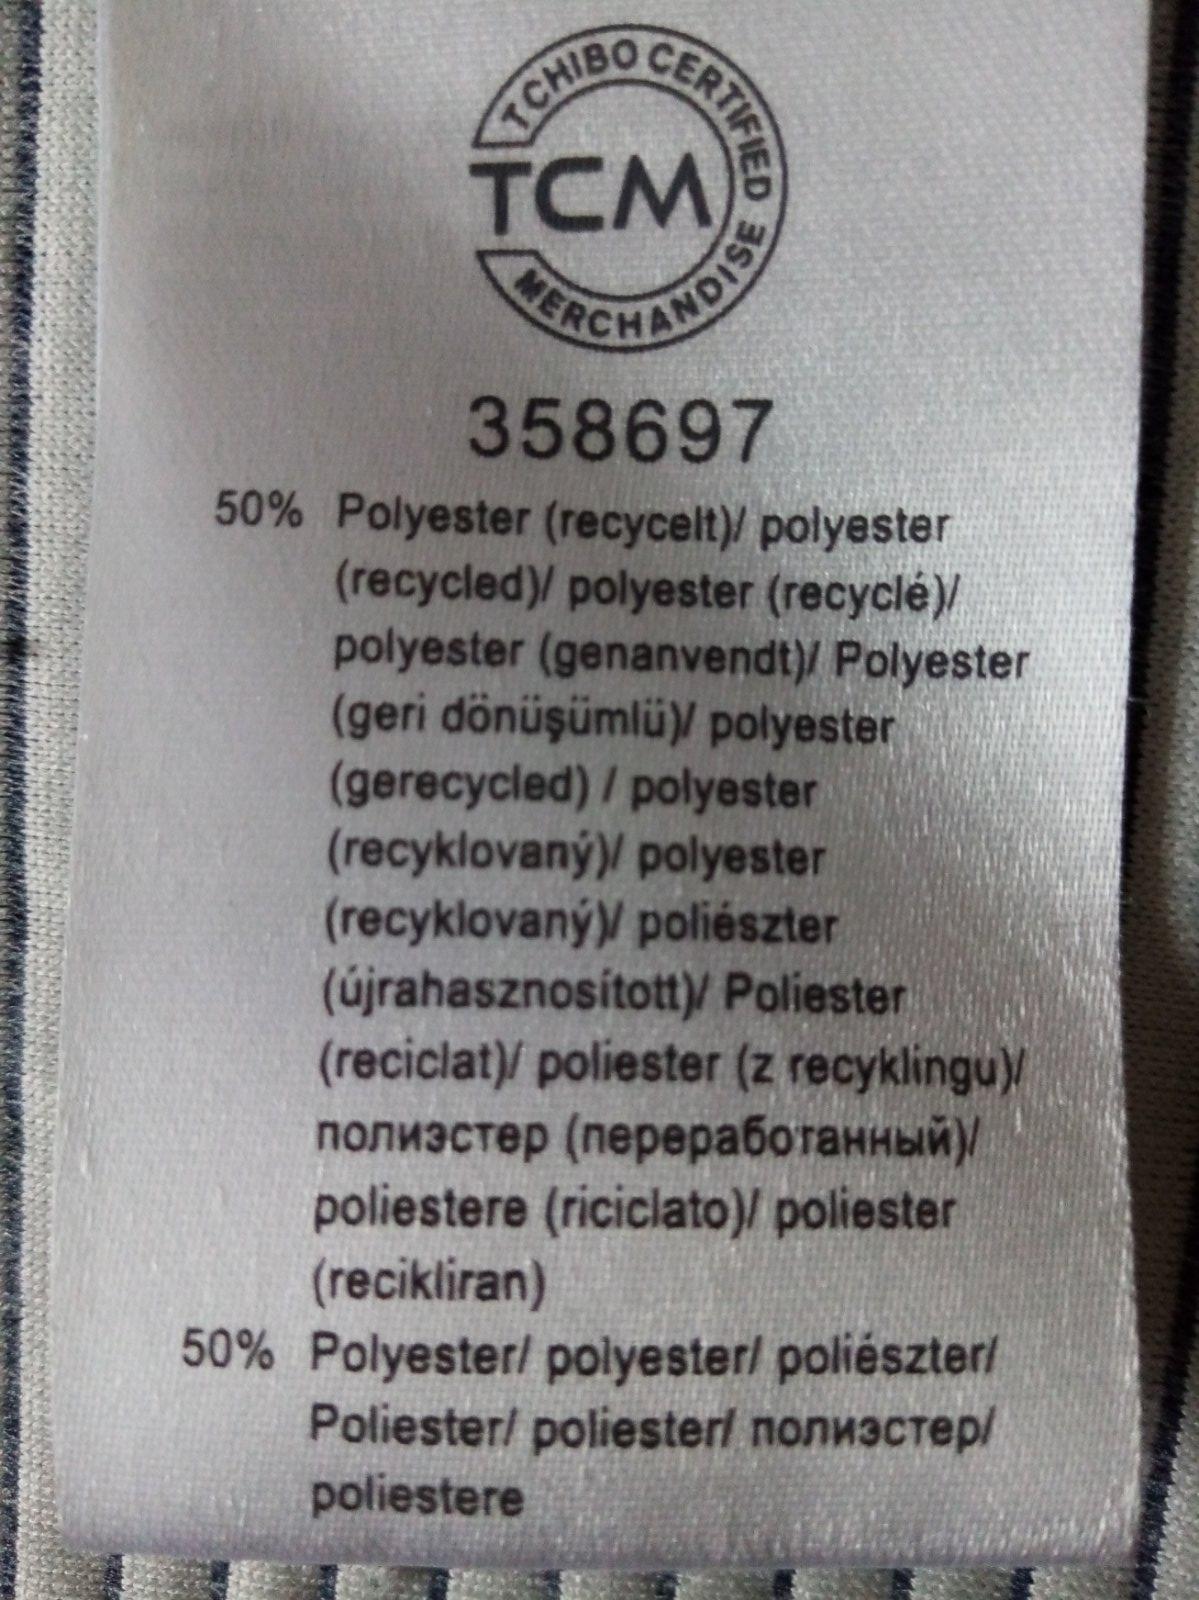 TCHIBO CERTIFIED
TCM
MERCHANDISE
358697
50% Polyester (recycelt)/ polyester
(recycled)/ polyester (recyclé)/
polyester (genanvendt)/ Polyester
(geri dönüşümlü)/ polyester
(gerecycled) / polyester
(recyklovaný)/ polyester
(recyklovaný)/ poliészter
(újrahasznosított)/ Poliester
(reciclat)/ poliester (z recyklingu)/
полиэстер (переработанный)/
poliestere (riciclato)/ poliester
(recikliran)
50% Polyester/ polyester/ poliészter/
Poliester/ poliester/ полиэстер/
poliestere